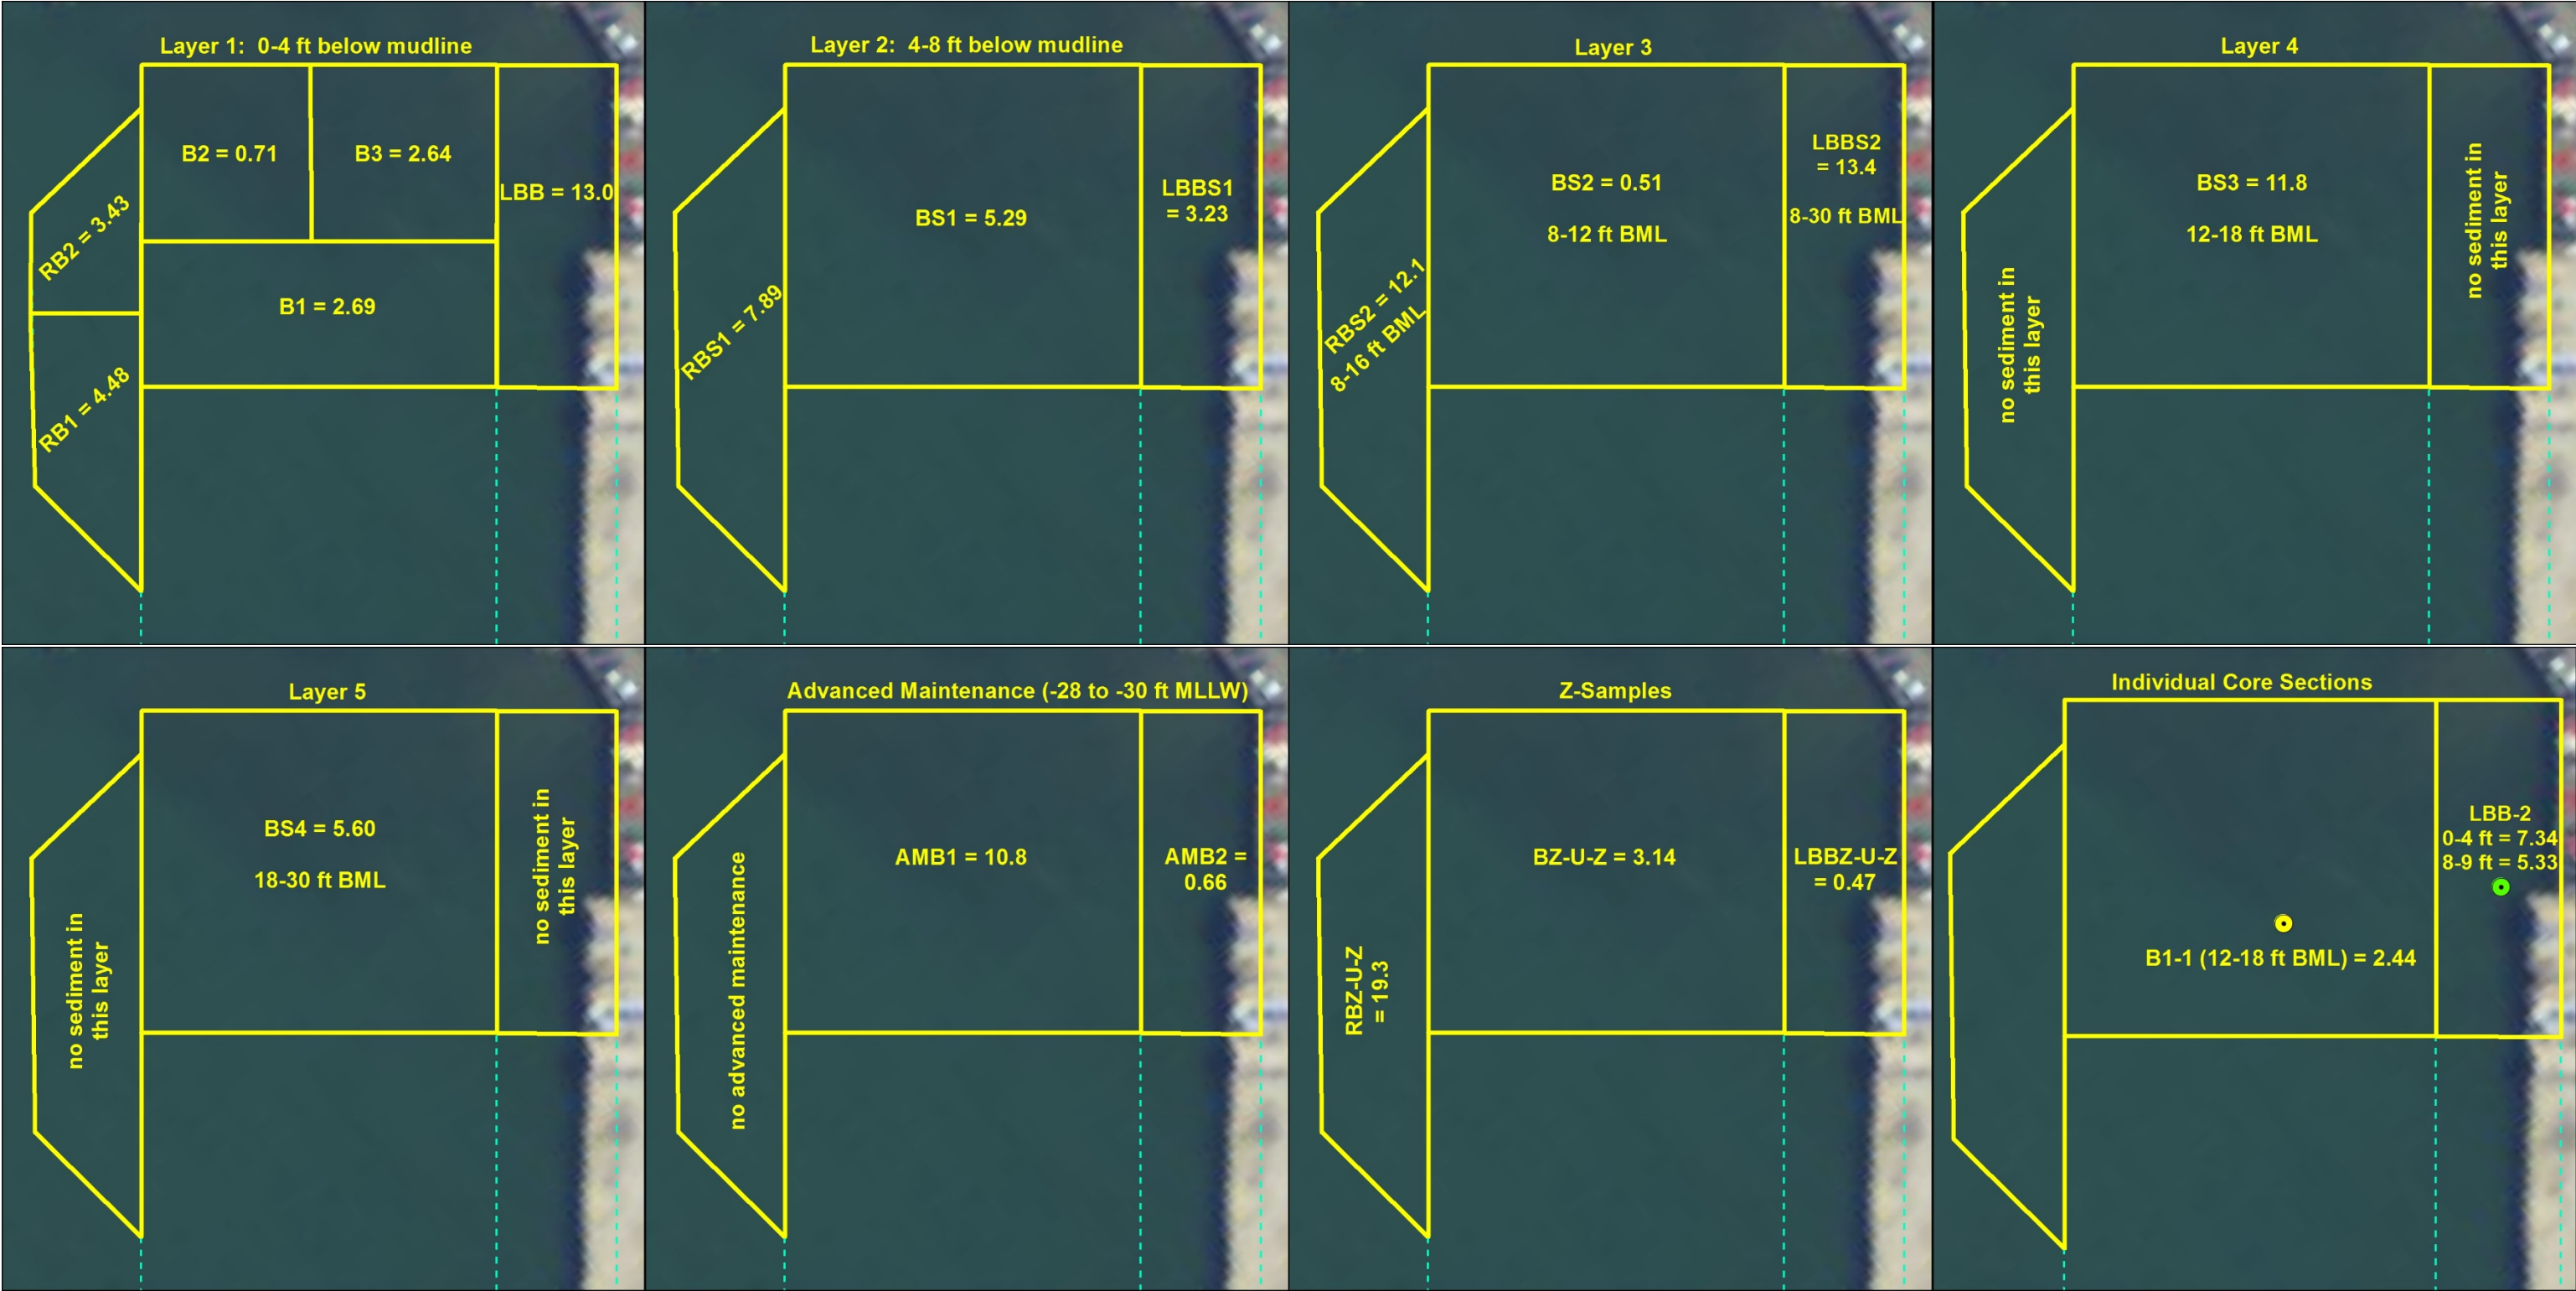 Layer 1:  0-4 ft below mudline
B2 = 0.71
B3 = 2.64
LBB = 13.0
RB2 = 3.43
B1 = 2.69
RB1 = 4.48
Layer 2:  4-8 ft below mudline
BS1 = 5.29
LBBS1
= 3.23
RBS1 = 7.89
Layer 3
BS2 = 0.51
8-12 ft BML
LBBS2
= 13.4
8-30 ft BML
RBS2 = 12.1
8-16 ft BML
Layer 4
BS3 = 11.8
12-18 ft BML
no sediment in
this layer
no sediment in
this layer
Layer 5
BS4 = 5.60
18-30 ft BML
no sediment in
this layer
no sediment in
this layer
Advanced Maintenance (-28 to -30 ft MLLW)
AMB1 = 10.8
AMB2 =
0.66
no advanced maintenance
Z-Samples
BZ-U-Z = 3.14
LBBZ-U-Z
= 0.47
RBZ-U-Z
= 19.3
Individual Core Sections
LBB-2
0-4 ft = 7.34
8-9 ft = 5.33
B1-1 (12-18 ft BML) = 2.44